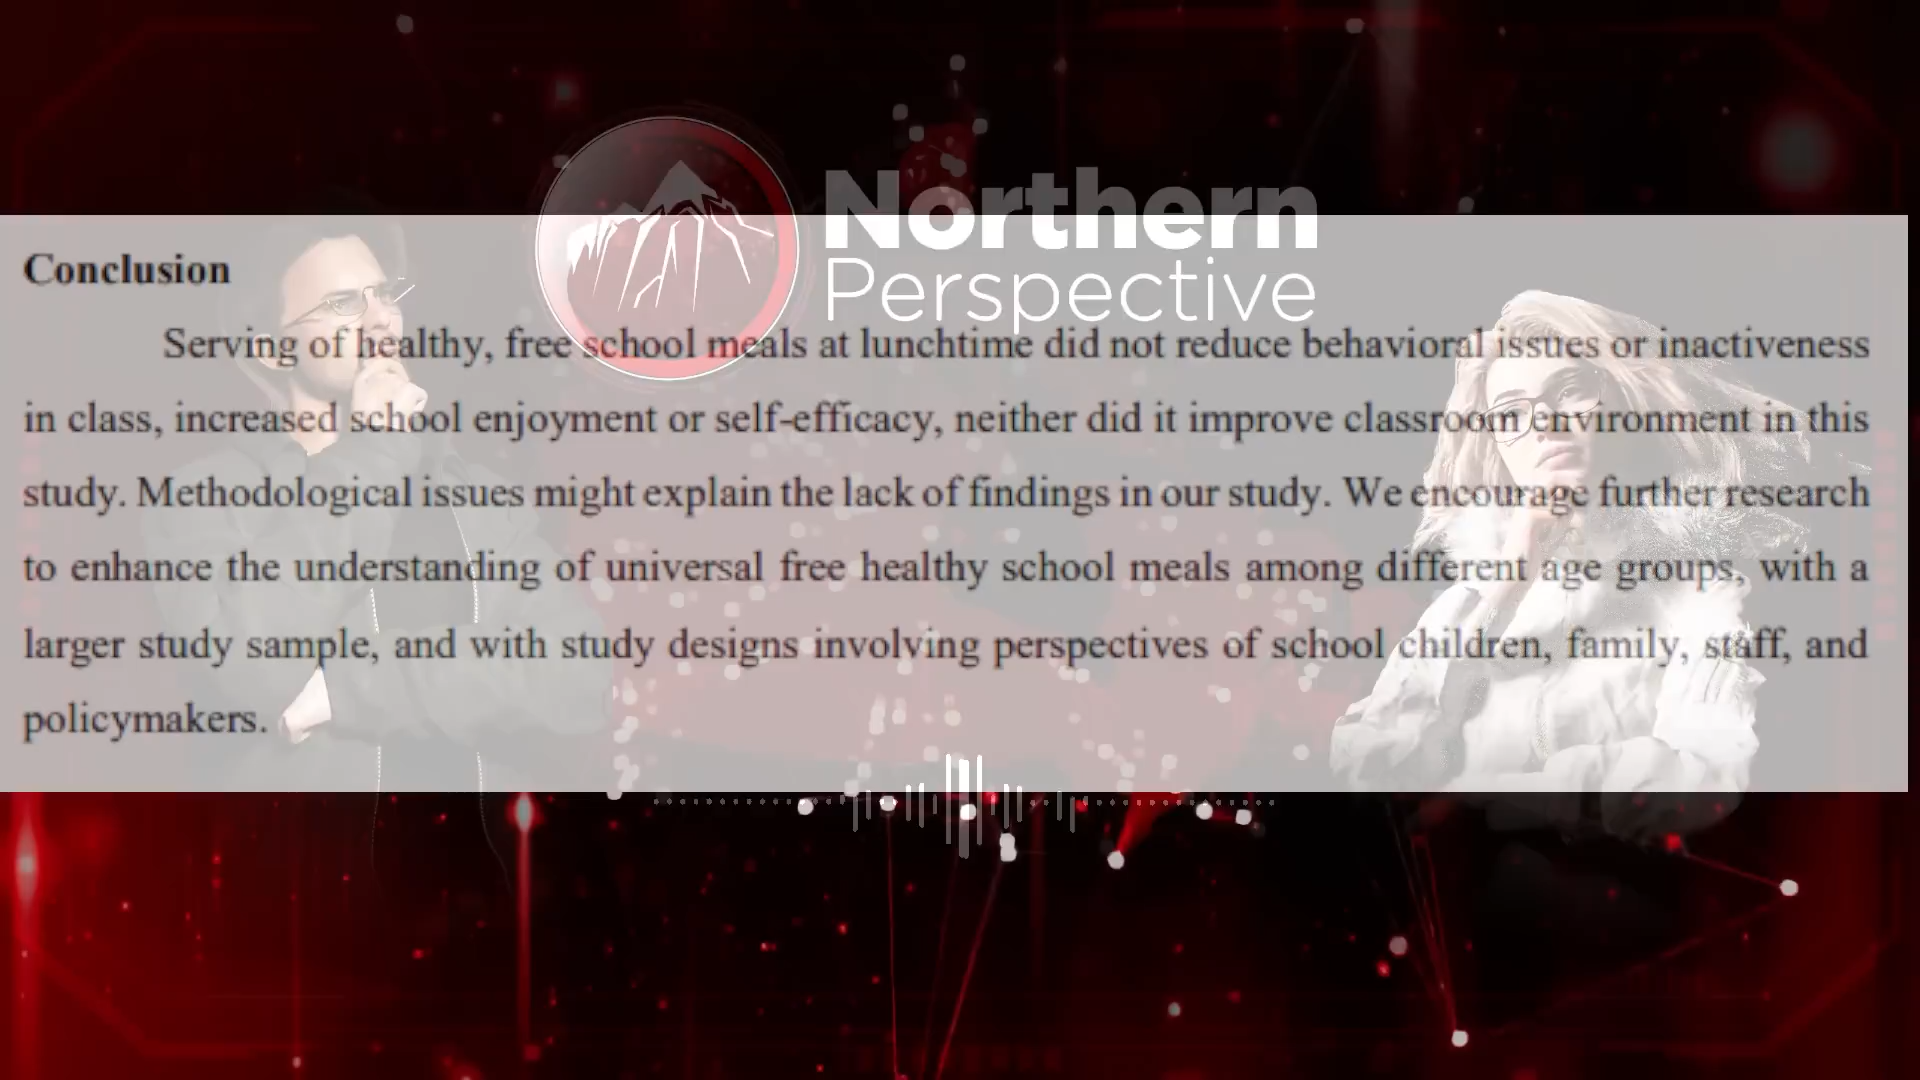 Northern
Perspective
Conclusion
Serving of healthy, free school meals at lunchtime did not reduce behavioral issues or inactiveness
in class, increased school enjoyment or self-efficacy, neither did it improve classroom environment in this
study. Methodological issues might explain the lack of findings in our study. We encourage further research
to enhance the understanding of universal free healthy school meals among different age groups, with a
larger study sample, and with study designs involving perspectives of school children, family, staff, and
policymakers.